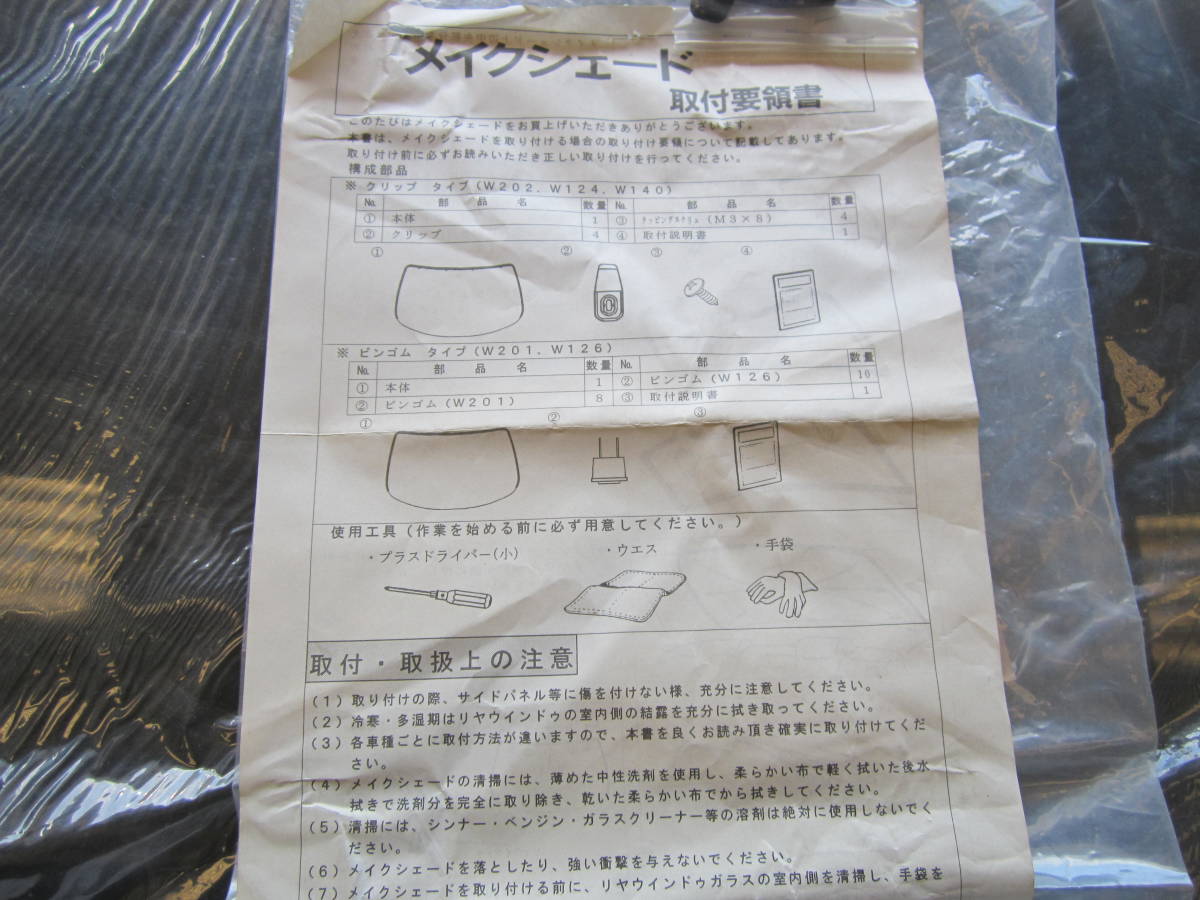 メイクシェード
取付要領書
このたびはメイクシェードをお買上げいただきありがとうございます。
本書は、メイクシェードを取り付ける場合の取り付け要領について記載してあります。
取り付け前に必ずお読みいただき正しい取り付けを行ってください。
構成部品
※ クリップ タイプ(W202.W124.W140)
No. 部品名 数量 No. 部品名 数量
① 本体 1 ③ タッピングスクリュ(M3×8) 4
② クリップ 4 ④ 取付説明書 1
① ② ③ ④
※ ピンゴム タイプ(W201.W126)
No. 部品名 数量 No. 部品名 数量
① 本体 1 ② ピンゴム(W126) 10
② ピンゴム(W201) 8 ③ 取付説明書 1
① ② ③
使用工具(作業を始める前に必ず用意してください。)
・プラスドライバー(小) ・ウエス ・手袋
取付・取扱上の注意
(1)取り付けの際、サイドパネル等に傷を付けない様、充分に注意してください。
(2)冷寒・多湿期はリヤウインドゥの室内側の結露を充分に拭き取ってください。
(3)各車種ごとに取付方法が違いますので、本書を良くお読み頂き確実に取り付けてくだ
さい。
(4)メイクシェードの清掃には、薄めた中性洗剤を使用し、柔らかい布で軽く拭いた後水
拭きで洗剤分を完全に取り除き、乾いた柔らかい布でから拭きしてください。
(5)清掃には、シンナー・ベンジン・ガラスクリーナー等の溶剤は絶対に使用しないでく
ださい。
(6)メイクシェードを落としたり、強い衝撃を与えないでください。
(7)メイクシェードを取り付ける前に、リヤウインドゥガラスの室内側を清掃し、手袋を